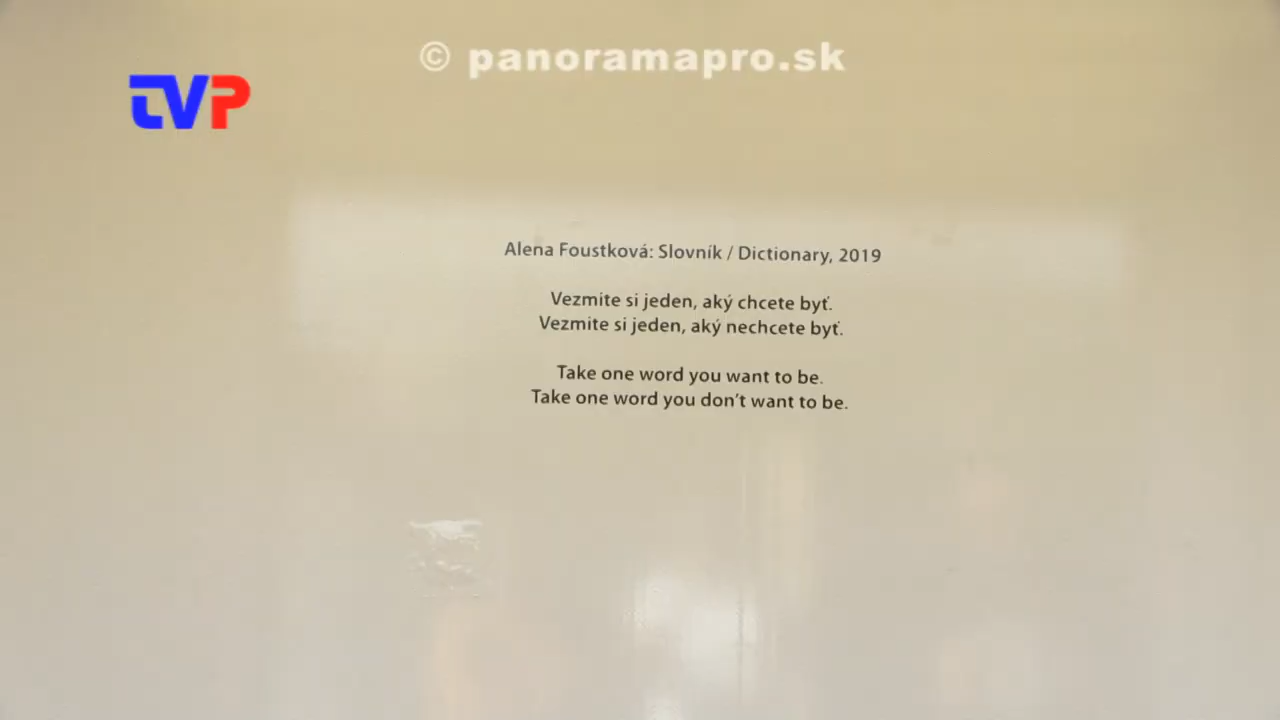 © panoramapro.sk
TVP
Alena Foustková: Slovník / Dictionary, 2019
Vezmite si jeden, aký chcete byť.
Vezmite si jeden, aký nechcete byť.
Take one word you want to be.
Take one word you don't want to be.